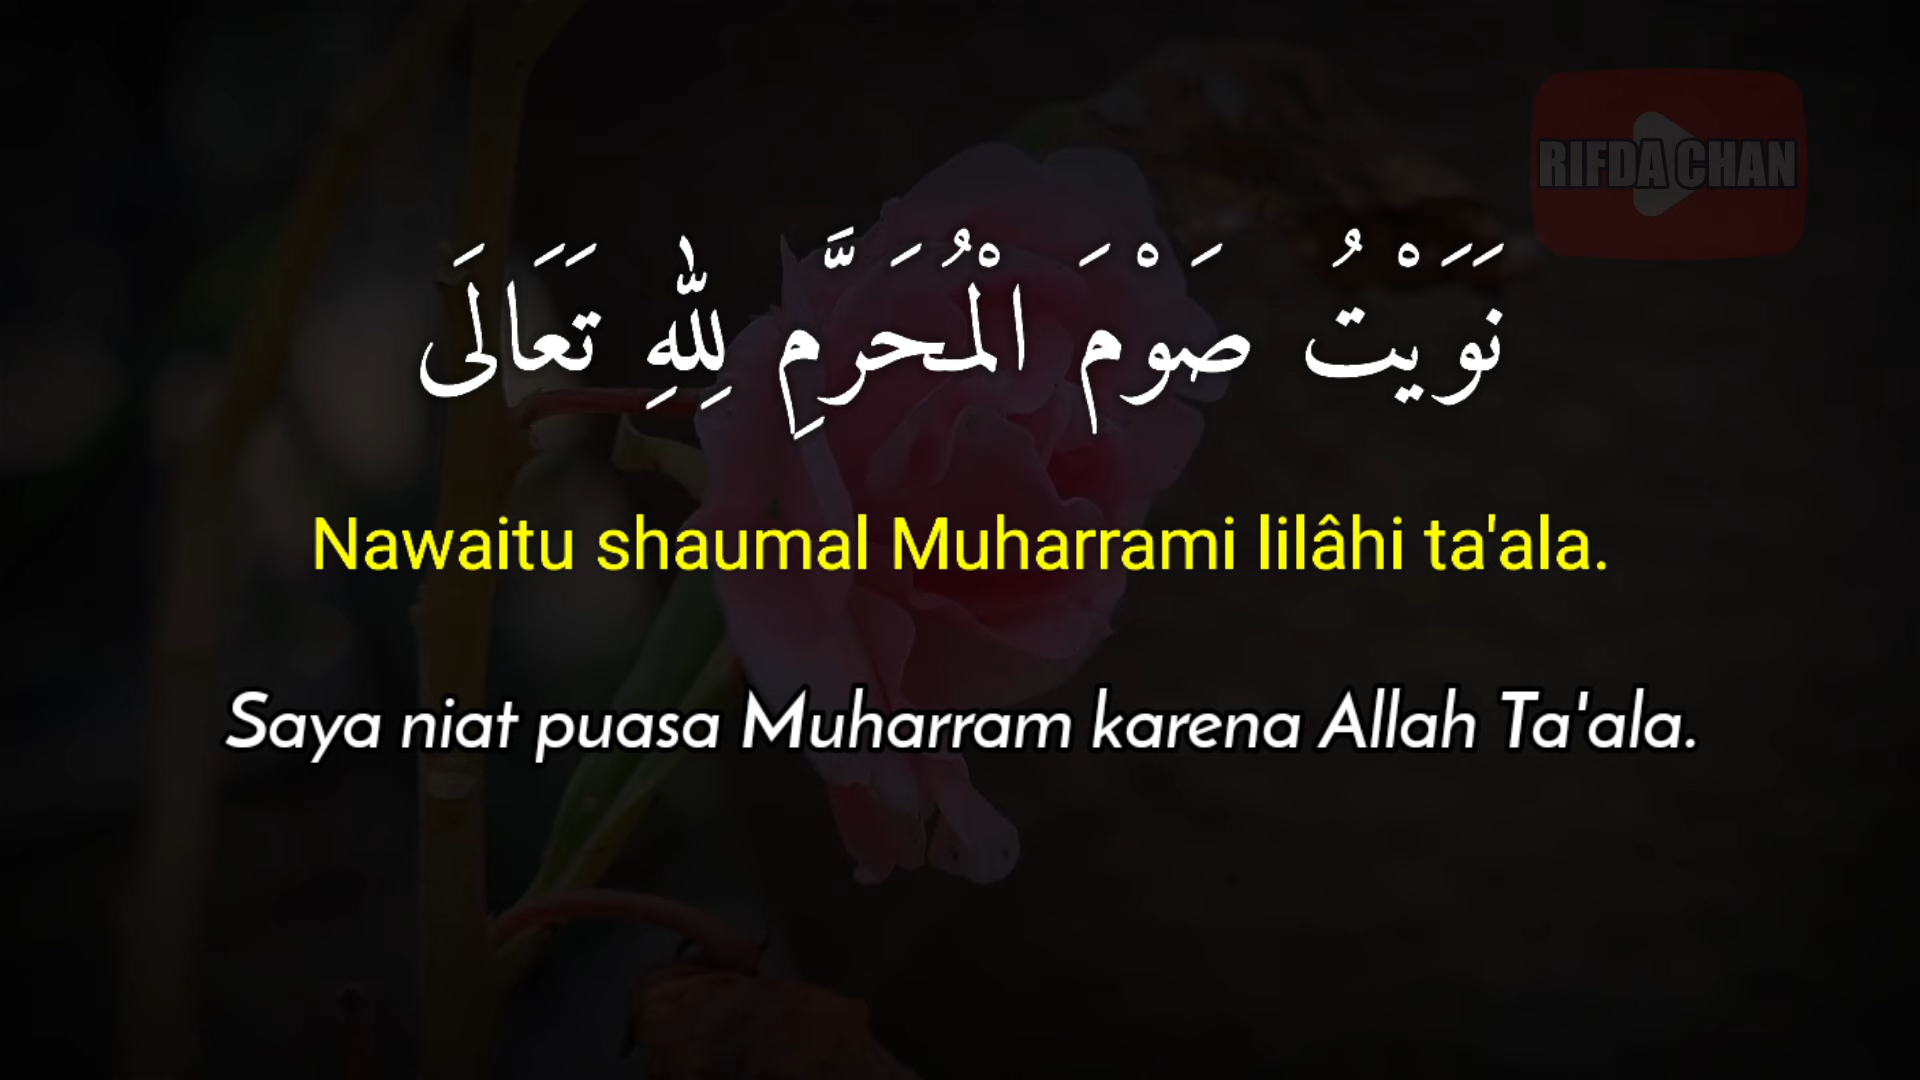 RIFDA CHAN
نَوَيْتُ صَوْمَ الْمُحَرَّمِ لِلّٰهِ تَعَالَى
Nawaitu shaumal Muharrami lilâhi ta'ala.
Saya niat puasa Muharram karena Allah Ta'ala.